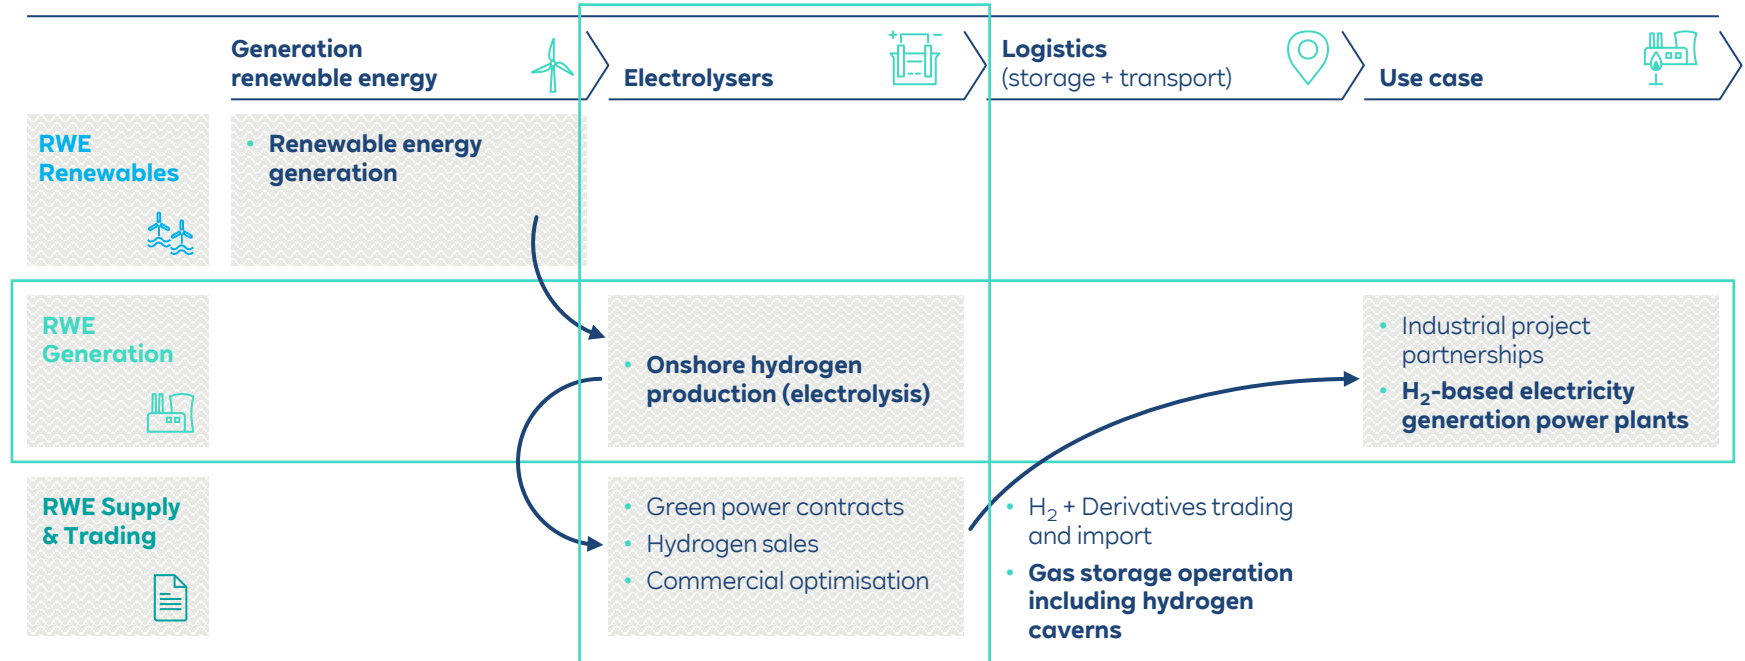 Generation
renewable energy
Electrolysers
Logistics
(storage + transport)
Use case
RWE
Renewables
• Renewable energy
generation
RWE
Generation
• Onshore hydrogen
production (electrolysis)
• Industrial project
partnerships
• H₂-based electricity
generation power plants
RWE Supply
& Trading
• Green power contracts
• Hydrogen sales
• Commercial optimisation
• H₂ + Derivatives trading
and import
• Gas storage operation
including hydrogen
caverns